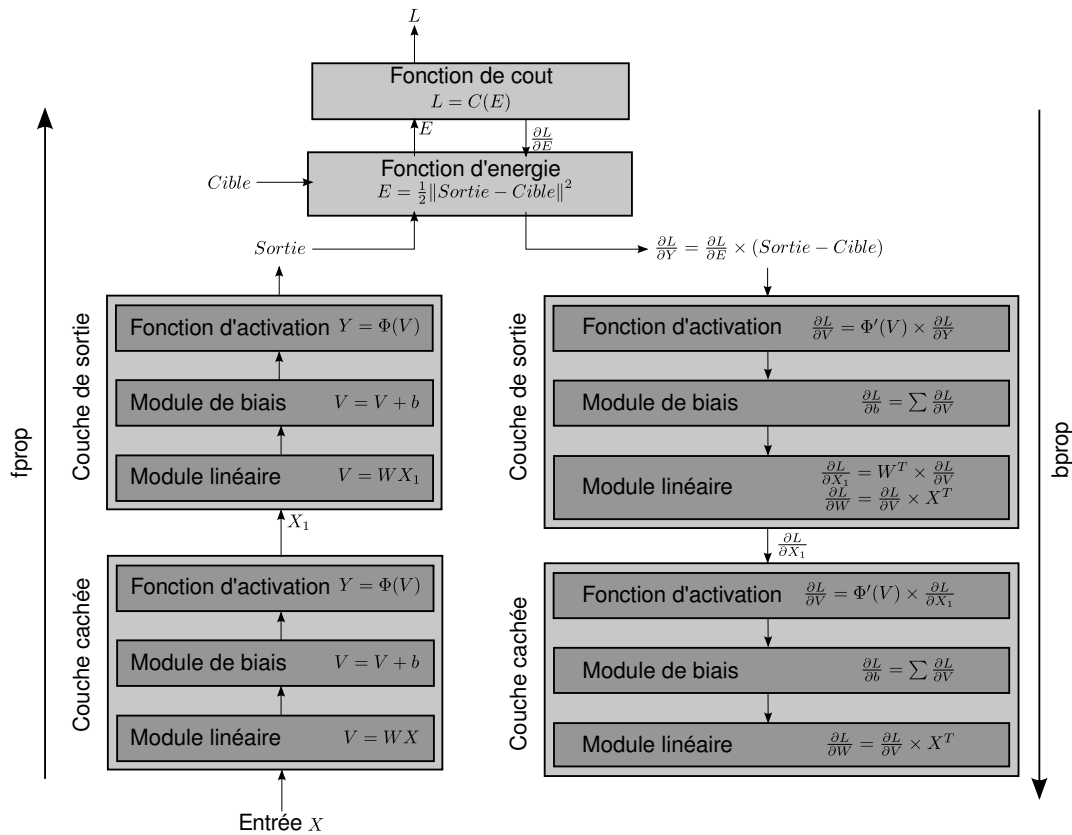 L
Fonction de cout
L = C(E)
E
∂L/∂E
Fonction d'energie
E = 1/2 ‖Sortie − Cible‖²
Cible
Sortie
∂L/∂Y = ∂L/∂E × (Sortie − Cible)
fprop
Couche de sortie
Fonction d'activation Y = Φ(V)
Module de biais V = V + b
Module linéaire V = WX₁
X₁
Couche cachée
Fonction d'activation Y = Φ(V)
Module de biais V = V + b
Module linéaire V = WX
Entrée X
Couche de sortie
Fonction d'activation ∂L/∂V = Φ′(V) × ∂L/∂Y
Module de biais ∂L/∂b = ∑ ∂L/∂V
Module linéaire
∂L/∂X₁ = Wᵀ × ∂L/∂V
∂L/∂W = ∂L/∂V × Xᵀ
∂L/∂X₁
Couche cachée
Fonction d'activation ∂L/∂V = Φ′(V) × ∂L/∂X₁
Module de biais ∂L/∂b = ∑ ∂L/∂V
Module linéaire ∂L/∂W = ∂L/∂V × Xᵀ
bprop